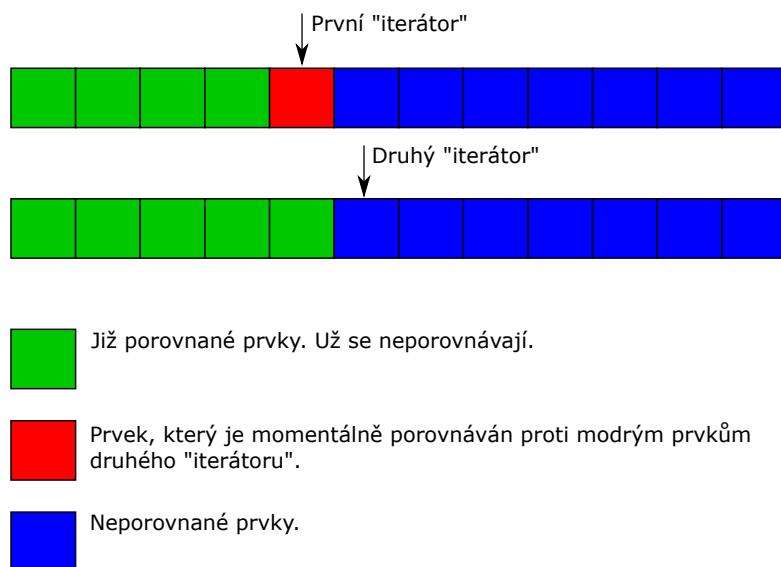 První "iterátor"
Druhý "iterátor"
Již porovnané prvky. Už se neporovnávají.
Prvek, který je momentálně porovnáván proti modrým prvkům
druhého "iterátoru".
Neporovnané prvky.